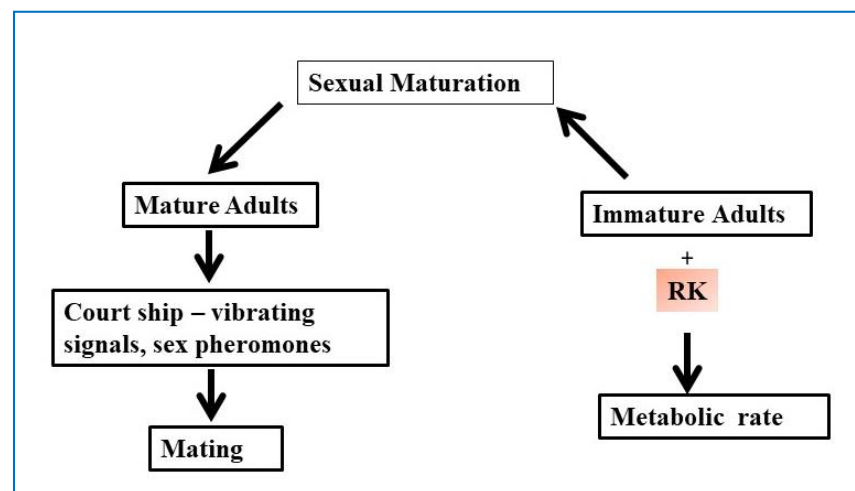 Sexual Maturation
Mature Adults
Immature Adults
+
RK
Court ship – vibrating
signals, sex pheromones
Metabolic rate
Mating